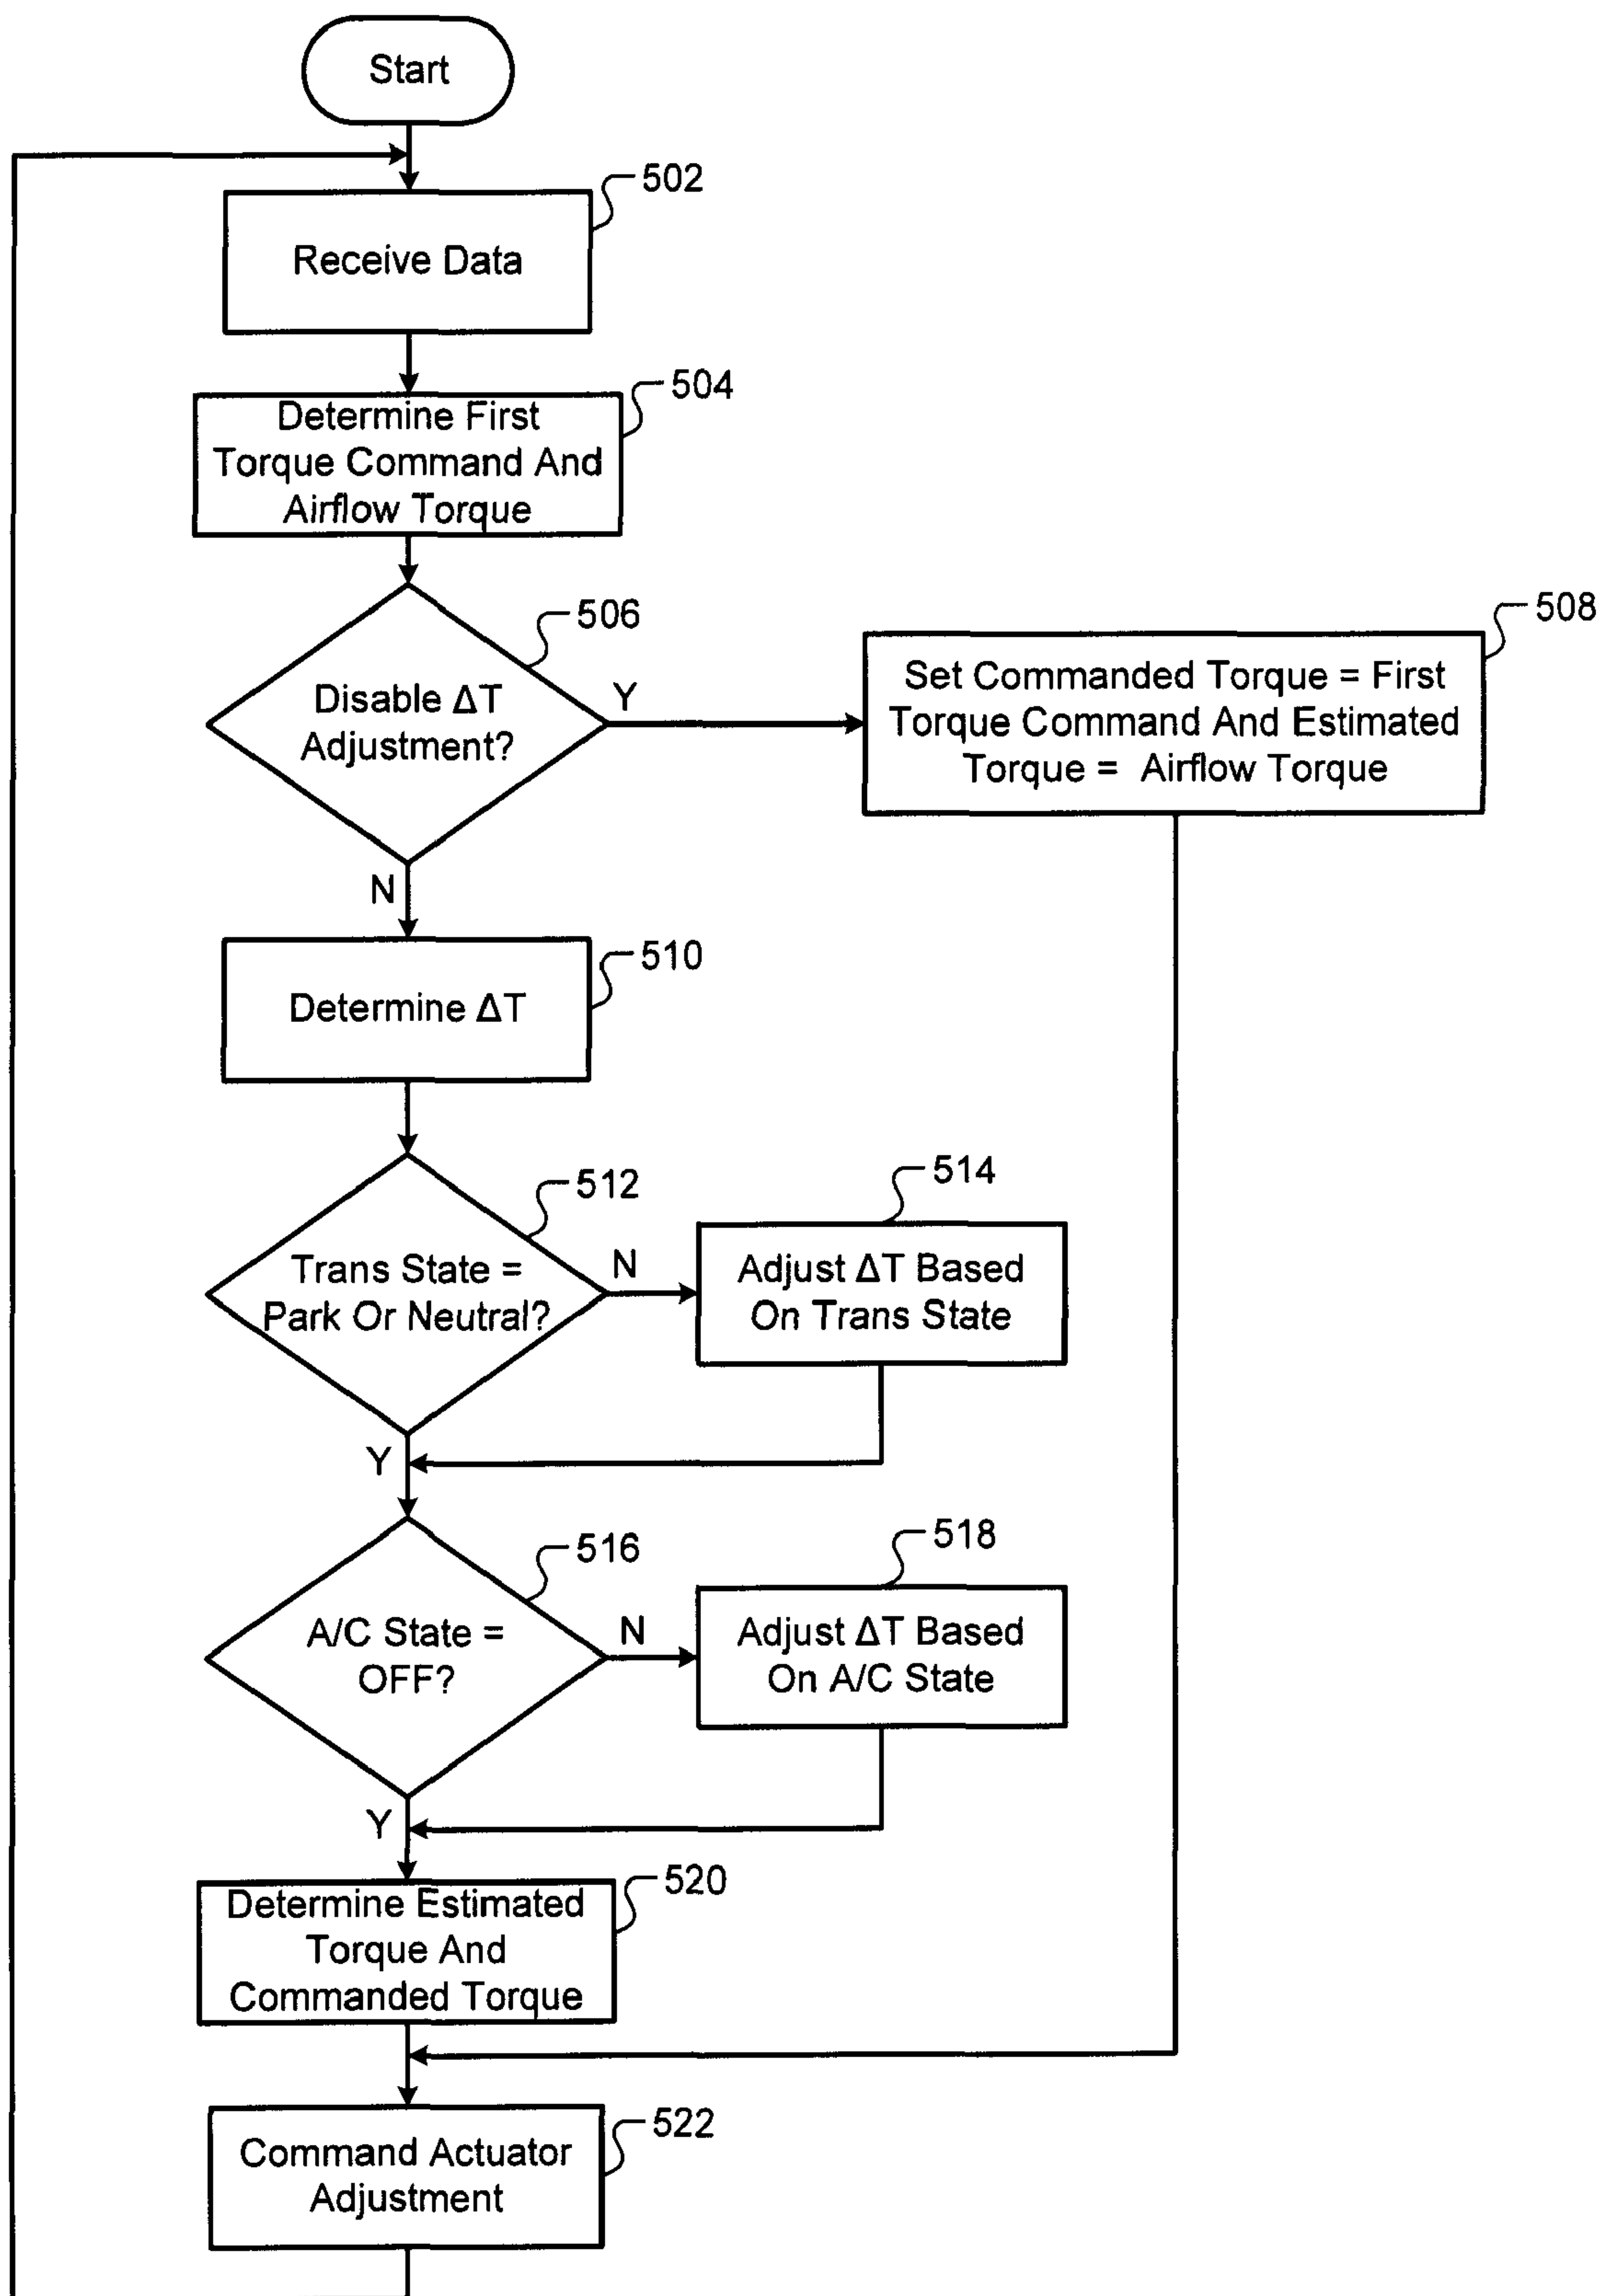 Start
502
Receive Data
504
Determine First
Torque Command And
Airflow Torque
506
Disable ΔT
Adjustment?
Y
N
508
Set Commanded Torque = First
Torque Command And Estimated
Torque = Airflow Torque
510
Determine ΔT
512
Trans State =
Park Or Neutral?
N
Y
514
Adjust ΔT Based
On Trans State
516
A/C State =
OFF?
N
Y
518
Adjust ΔT Based
On A/C State
520
Determine Estimated
Torque And
Commanded Torque
522
Command Actuator
Adjustment